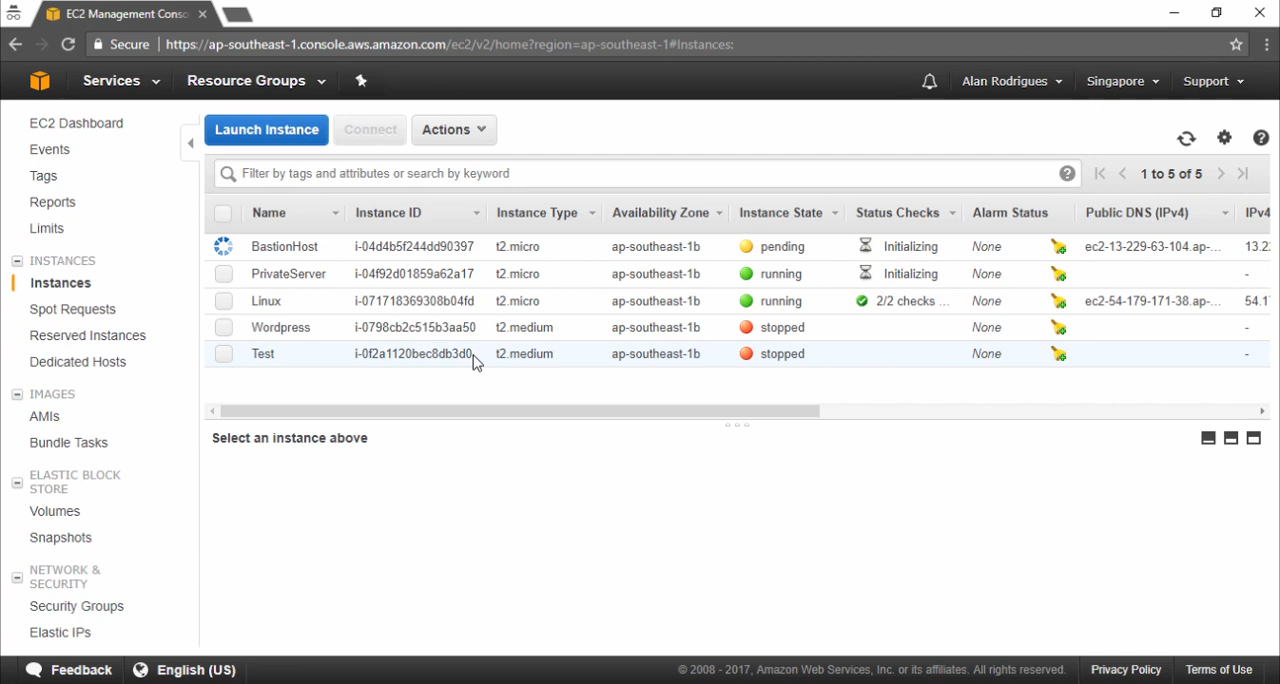 EC2 Management Conso
Secure https://ap-southeast-1.console.aws.amazon.com/ec2/v2/home?region=ap-southeast-1#Instances:
Services Resource Groups Alan Rodrigues Singapore Support
EC2 Dashboard
Events
Tags
Reports
Limits
INSTANCES
Instances
Spot Requests
Reserved Instances
Dedicated Hosts
IMAGES
AMIs
Bundle Tasks
ELASTIC BLOCK
STORE
Volumes
Snapshots
NETWORK &
SECURITY
Security Groups
Elastic IPs
Launch Instance Connect Actions
Filter by tags and attributes or search by keyword 1 to 5 of 5
Name Instance ID Instance Type Availability Zone Instance State Status Checks Alarm Status Public DNS (IPv4) IPv4
BastionHost i-04d4b5f244dd90397 t2.micro ap-southeast-1b pending Initializing None ec2-13-229-63-104.ap-... 13.2
PrivateServer i-04f92d01859a62a17 t2.micro ap-southeast-1b running Initializing None -
Linux i-071718369308b04fd t2.micro ap-southeast-1b running 2/2 checks ... None ec2-54-179-171-38.ap-... 54.1
Wordpress i-0798cb2c515b3aa50 t2.medium ap-southeast-1b stopped None -
Test i-0f2a1120bec8db3d0 t2.medium ap-southeast-1b stopped None -
Select an instance above
Feedback English (US) © 2008 - 2017, Amazon Web Services, Inc. or its affiliates. All rights reserved. Privacy Policy Terms of Use